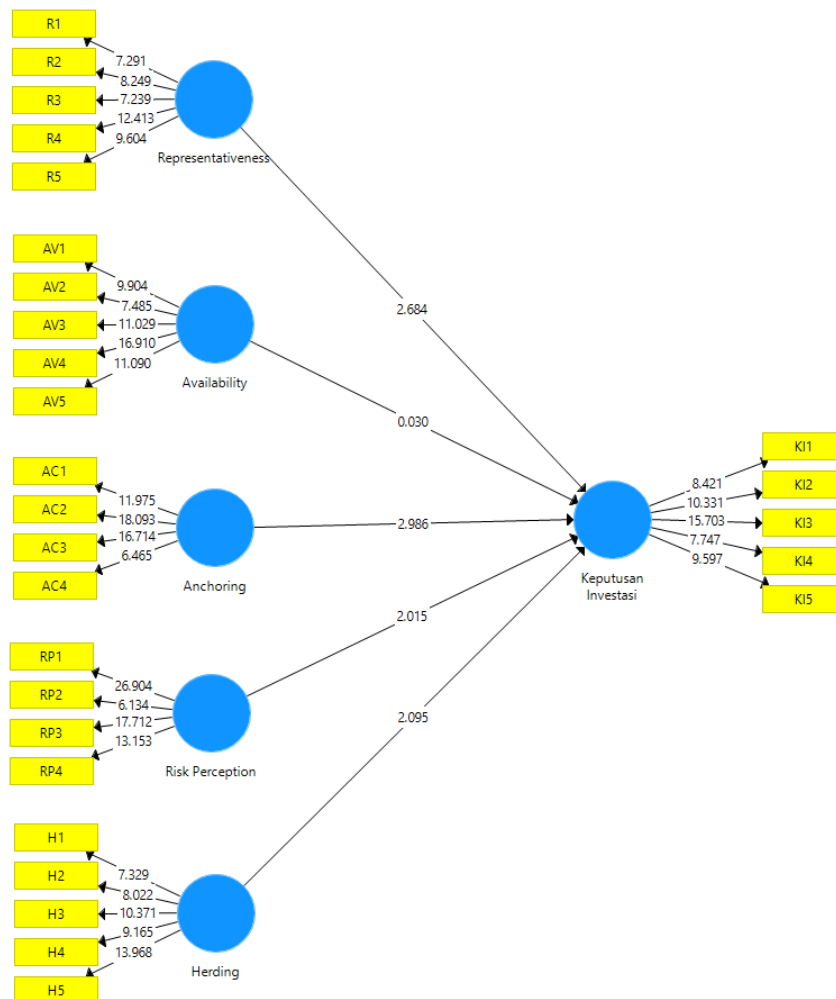 R1
R2
R3
R4
R5
7.291
8.249
7.239
12.413
9.604
Representativeness
2.684
AV1
AV2
AV3
AV4
AV5
9.904
7.485
11.029
16.910
11.090
Availability
0.030
AC1
AC2
AC3
AC4
11.975
18.093
16.714
6.465
Anchoring
2.986
RP1
RP2
RP3
RP4
26.904
6.134
17.712
13.153
Risk Perception
2.015
H1
H2
H3
H4
H5
7.329
8.022
10.371
9.165
13.968
Herding
2.095
Keputusan
Investasi
8.421
10.331
15.703
7.747
9.597
KI1
KI2
KI3
KI4
KI5